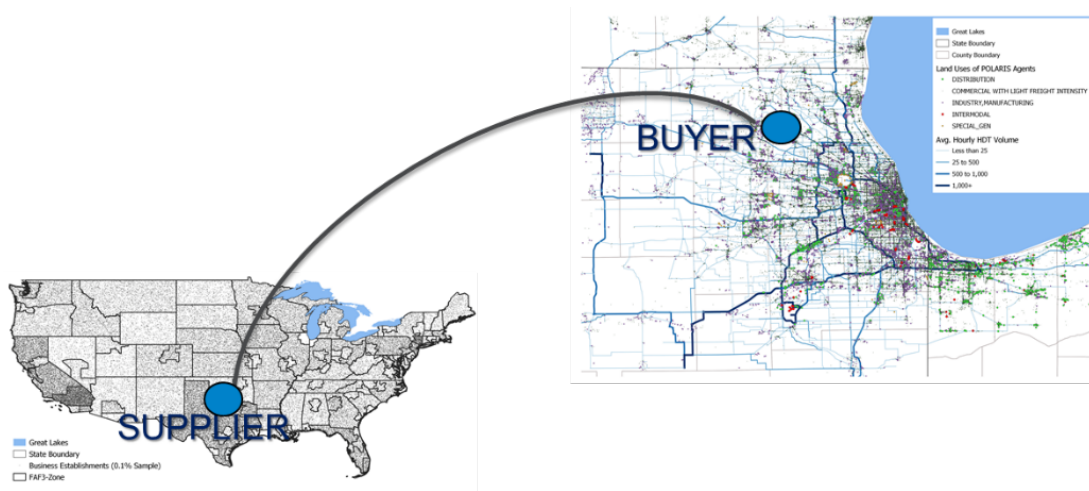 Great Lakes
State Boundary
County Boundary
Land Uses of POLARIS Agents
DISTRIBUTION
COMMERCIAL WITH LIGHT FREIGHT INTENSITY
INDUSTRY,MANUFACTURING
INTERMODAL
SPECIAL_GEN
Avg. Hourly HDT Volume
Less than 25
25 to 500
500 to 1,000
1,000+
BUYER
SUPPLIER
Great Lakes
State Boundary
Business Establishments (0.1% Sample)
FAF3-Zone